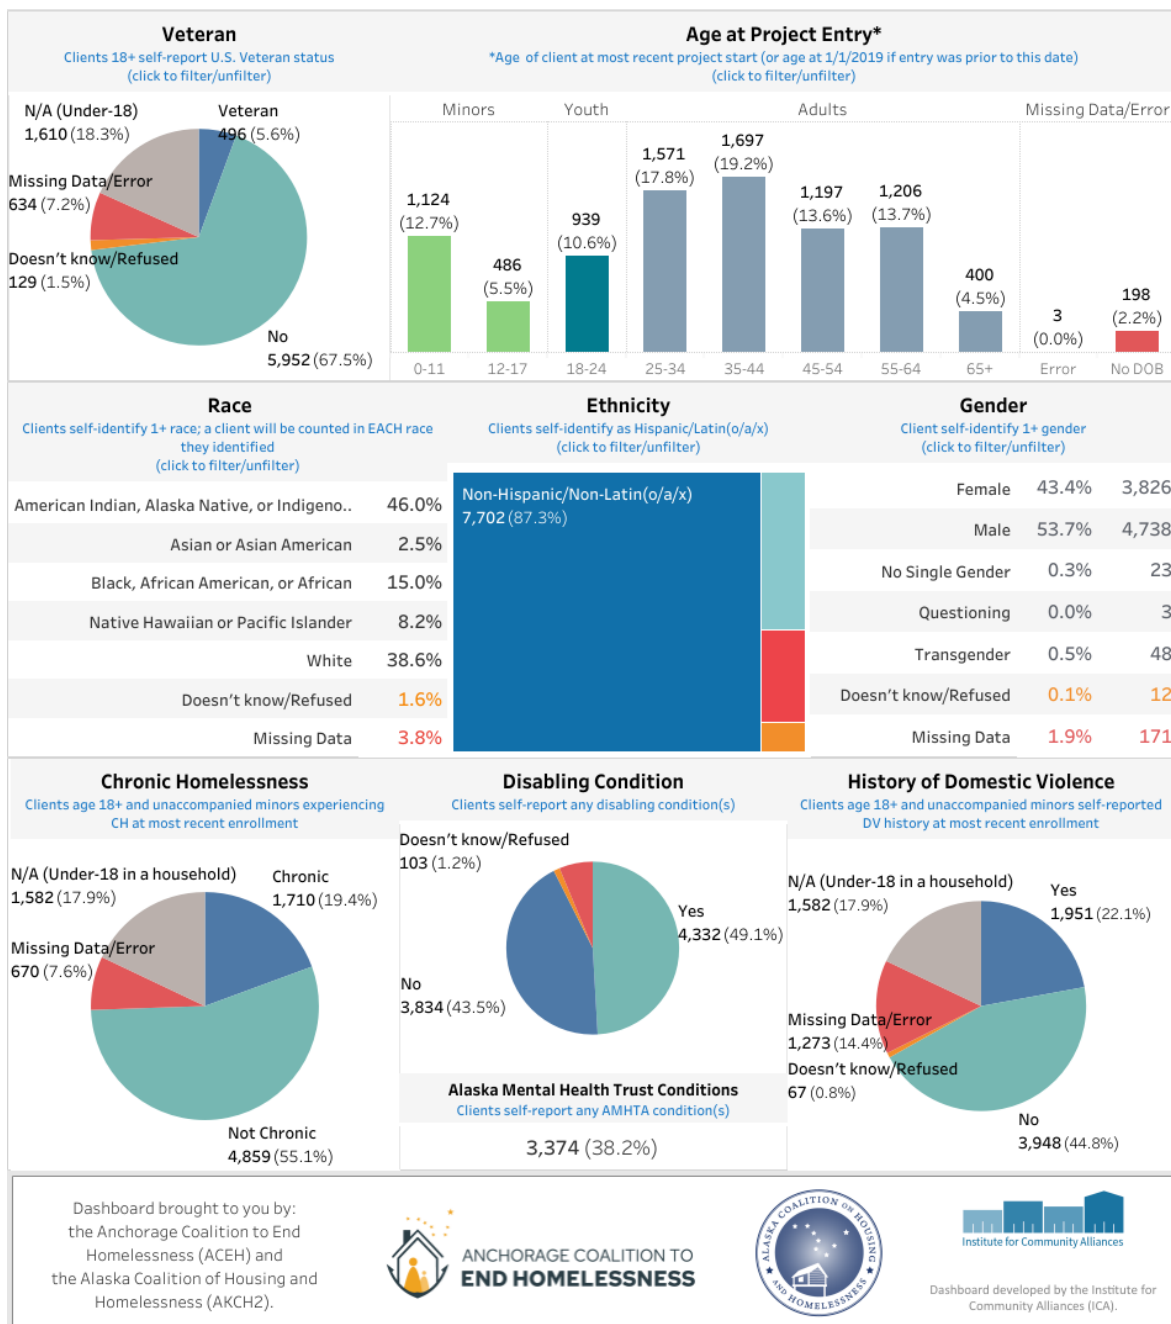 Veteran
Clients 18+ self-report U.S. Veteran status
(click to filter/unfilter)
N/A (Under-18)
1,610 (18.3%)
Veteran
496 (5.6%)
Missing Data/Error
634 (7.2%)
Doesn't know/Refused
129 (1.5%)
No
5,952 (67.5%)
Age at Project Entry*
*Age of client at most recent project start (or age at 1/1/2019 if entry was prior to this date)
(click to filter/unfilter)
Minors Youth Adults Missing Data/Error
1,124
(12.7%)
486
(5.5%)
939
(10.6%)
1,571
(17.8%)
1,697
(19.2%)
1,197
(13.6%)
1,206
(13.7%)
400
(4.5%)
3
(0.0%)
198
(2.2%)
0-11 12-17 18-24 25-34 35-44 45-54 55-64 65+ Error No DOB
Race
Clients self-identify 1+ race; a client will be counted in EACH race
they identified
(click to filter/unfilter)
American Indian, Alaska Native, or Indigeno.. 46.0%
Asian or Asian American 2.5%
Black, African American, or African 15.0%
Native Hawaiian or Pacific Islander 8.2%
White 38.6%
Doesn't know/Refused 1.6%
Missing Data 3.8%
Ethnicity
Clients self-identify as Hispanic/Latin(o/a/x)
(click to filter/unfilter)
Non-Hispanic/Non-Latin(o/a/x)
7,702 (87.3%)
Gender
Client self-identify 1+ gender
(click to filter/unfilter)
Female 43.4% 3,826
Male 53.7% 4,738
No Single Gender 0.3% 23
Questioning 0.0% 3
Transgender 0.5% 48
Doesn't know/Refused 0.1% 12
Missing Data 1.9% 171
Chronic Homelessness
Clients age 18+ and unaccompanied minors experiencing
CH at most recent enrollment
N/A (Under-18 in a household)
1,582 (17.9%)
Chronic
1,710 (19.4%)
Missing Data/Error
670 (7.6%)
Not Chronic
4,859 (55.1%)
Disabling Condition
Clients self-report any disabling condition(s)
Doesn't know/Refused
103 (1.2%)
Yes
4,332 (49.1%)
No
3,834 (43.5%)
Alaska Mental Health Trust Conditions
Clients self-report any AMHTA condition(s)
3,374 (38.2%)
History of Domestic Violence
Clients age 18+ and unaccompanied minors self-reported
DV history at most recent enrollment
N/A (Under-18 in a household)
1,582 (17.9%)
Yes
1,951 (22.1%)
Missing Data/Error
1,273 (14.4%)
Doesn't know/Refused
67 (0.8%)
No
3,948 (44.8%)
Dashboard brought to you by:
the Anchorage Coalition to End
Homelessness (ACEH) and
the Alaska Coalition of Housing and
Homelessness (AKCH2).
ANCHORAGE COALITION TO
END HOMELESSNESS
ALASKA COALITION ON HOUSING
AND HOMELESSNESS
Institute for Community Alliances
Dashboard developed by the Institute for
Community Alliances (ICA).